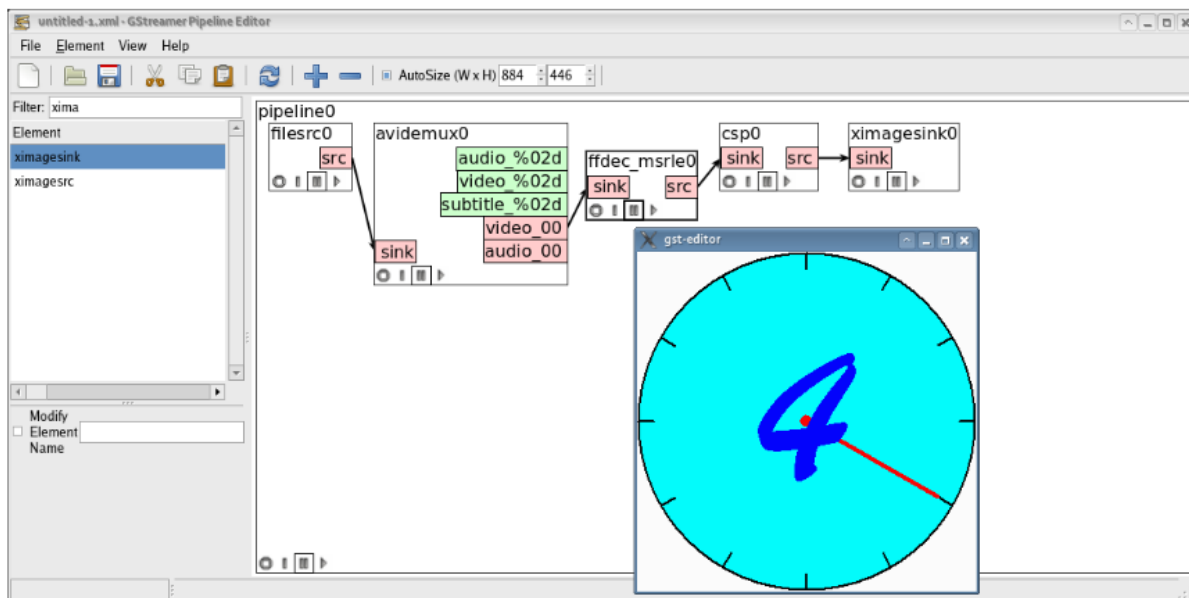 untitled-1.xml - GStreamer Pipeline Editor
File Element View Help
AutoSize (W x H) 884 446
Filter: xima
Element
ximagesink
ximagesrc
Modify
Element
Name
pipeline0
filesrc0
src
avidemux0
audio_%02d
video_%02d
subtitle_%02d
video_00
audio_00
sink
ffdec_msrle0
sink src
csp0
sink src
ximagesink0
sink
gst-editor
4